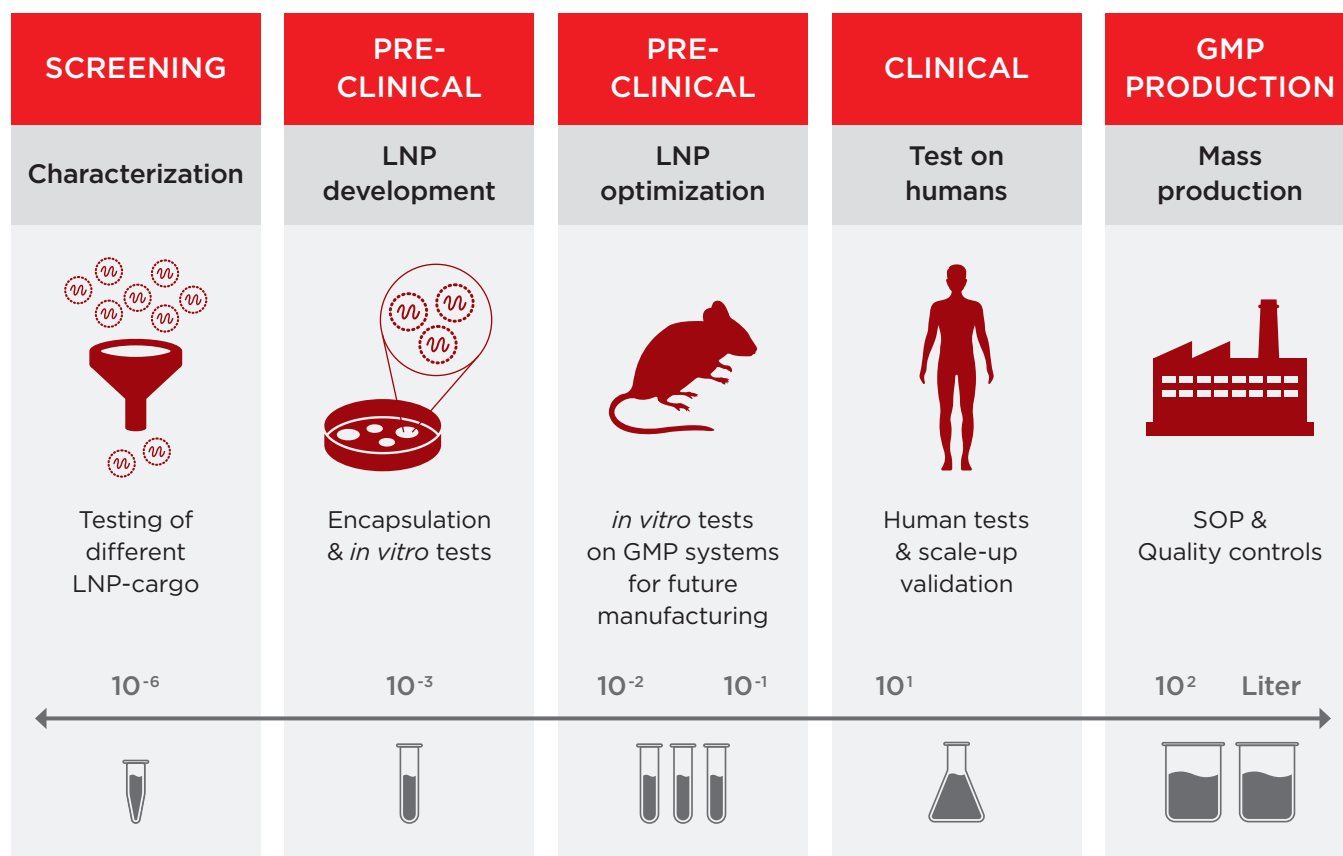 SCREENING
Characterization
Testing of
different
LNP-cargo
10⁻⁶
PRE-
CLINICAL
LNP
development
Encapsulation
& in vitro tests
10⁻³
PRE-
CLINICAL
LNP
optimization
in vitro tests
on GMP systems
for future
manufacturing
10⁻² 10⁻¹
CLINICAL
Test on
humans
Human tests
& scale-up
validation
10¹
GMP
PRODUCTION
Mass
production
SOP &
Quality controls
10² Liter